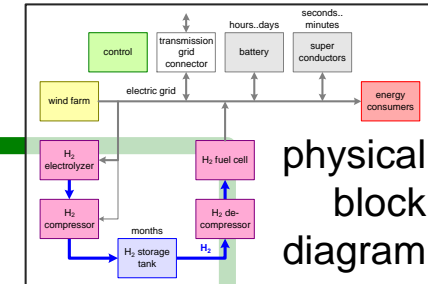 hours..days
seconds..
minutes
control
transmission
grid
connector
battery
super
conductors
electric grid
wind farm
energy
consumers
H2
electrolyzer
H2 fuel cell
physical
block
diagram
H2
compressor
H2 de-
compressor
months
H2 storage
tank
H2